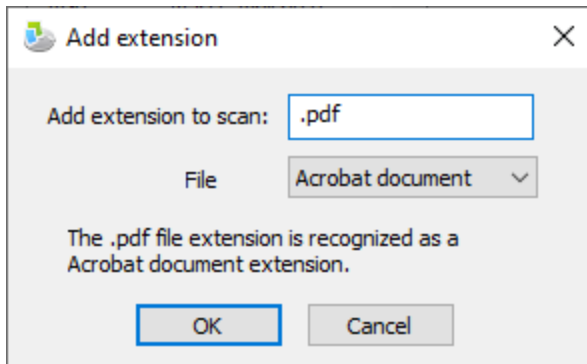 Add extension
Add extension to scan: .pdf
File Acrobat document
The .pdf file extension is recognized as a
Acrobat document extension.
OK Cancel